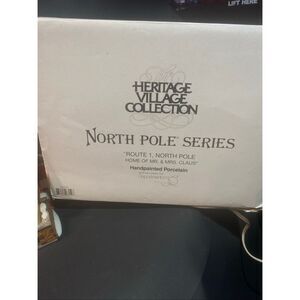 LIFT HERE
The
HERITAGE
VILLAGE
COLLECTION
NORTH POLE SERIES
"ROUTE 1, NORTH POLE"
HOME OF MR. & MRS. CLAUS"
Handpainted Porcelain